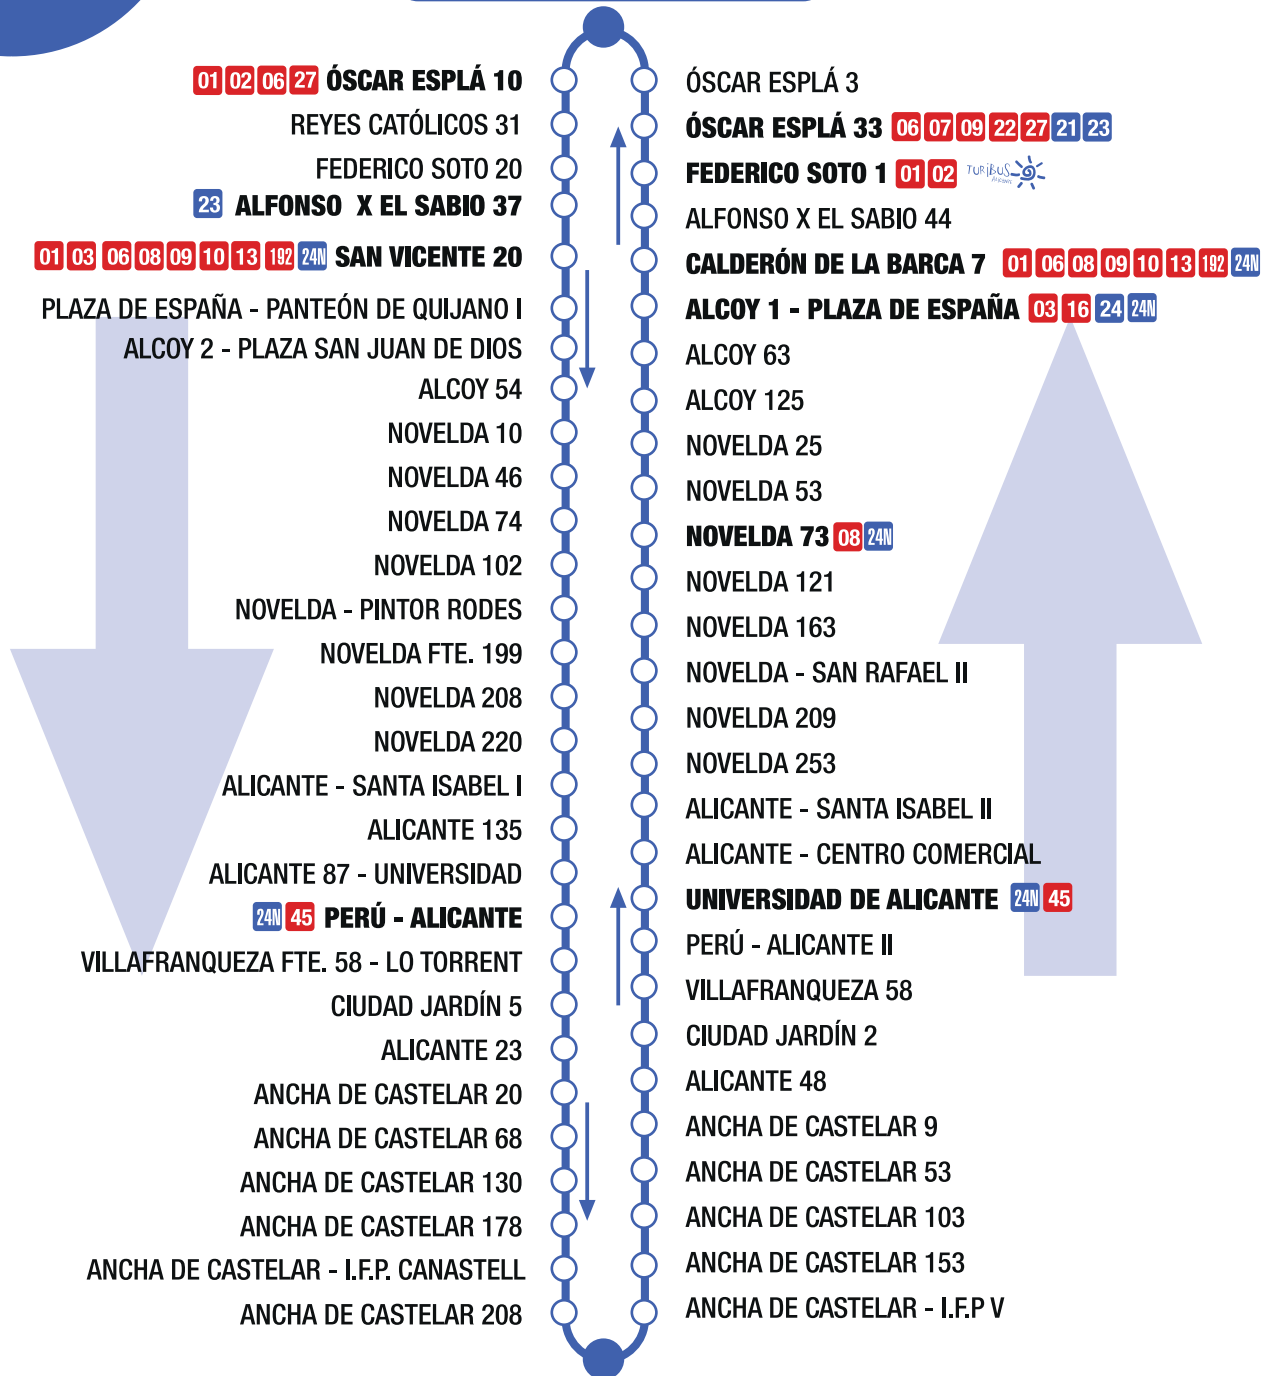 01 02 06 27 ÓSCAR ESPLÁ 10
REYES CATÓLICOS 31
FEDERICO SOTO 20
23 ALFONSO X EL SABIO 37
01 03 06 08 09 10 13 192 24N SAN VICENTE 20
PLAZA DE ESPAÑA - PANTEÓN DE QUIJANO I
ALCOY 2 - PLAZA SAN JUAN DE DIOS
ALCOY 54
NOVELDA 10
NOVELDA 46
NOVELDA 74
NOVELDA 102
NOVELDA - PINTOR RODES
NOVELDA FTE. 199
NOVELDA 208
NOVELDA 220
ALICANTE - SANTA ISABEL I
ALICANTE 135
ALICANTE 87 - UNIVERSIDAD
24N 45 PERÚ - ALICANTE
VILLAFRANQUEZA FTE. 58 - LO TORRENT
CIUDAD JARDÍN 5
ALICANTE 23
ANCHA DE CASTELAR 20
ANCHA DE CASTELAR 68
ANCHA DE CASTELAR 130
ANCHA DE CASTELAR 178
ANCHA DE CASTELAR - I.F.P. CANASTELL
ANCHA DE CASTELAR 208
ÓSCAR ESPLÁ 3
ÓSCAR ESPLÁ 33 06 07 09 22 27 21 23
FEDERICO SOTO 1 01 02 TURIBUS ALICANTE
ALFONSO X EL SABIO 44
CALDERÓN DE LA BARCA 7 01 06 08 09 10 13 192 24N
ALCOY 1 - PLAZA DE ESPAÑA 03 16 24 24N
ALCOY 63
ALCOY 125
NOVELDA 25
NOVELDA 53
NOVELDA 73 08 24N
NOVELDA 121
NOVELDA 163
NOVELDA - SAN RAFAEL II
NOVELDA 209
NOVELDA 253
ALICANTE - SANTA ISABEL II
ALICANTE - CENTRO COMERCIAL
UNIVERSIDAD DE ALICANTE 24N 45
PERÚ - ALICANTE II
VILLAFRANQUEZA 58
CIUDAD JARDÍN 2
ALICANTE 48
ANCHA DE CASTELAR 9
ANCHA DE CASTELAR 53
ANCHA DE CASTELAR 103
ANCHA DE CASTELAR 153
ANCHA DE CASTELAR - I.F.P V